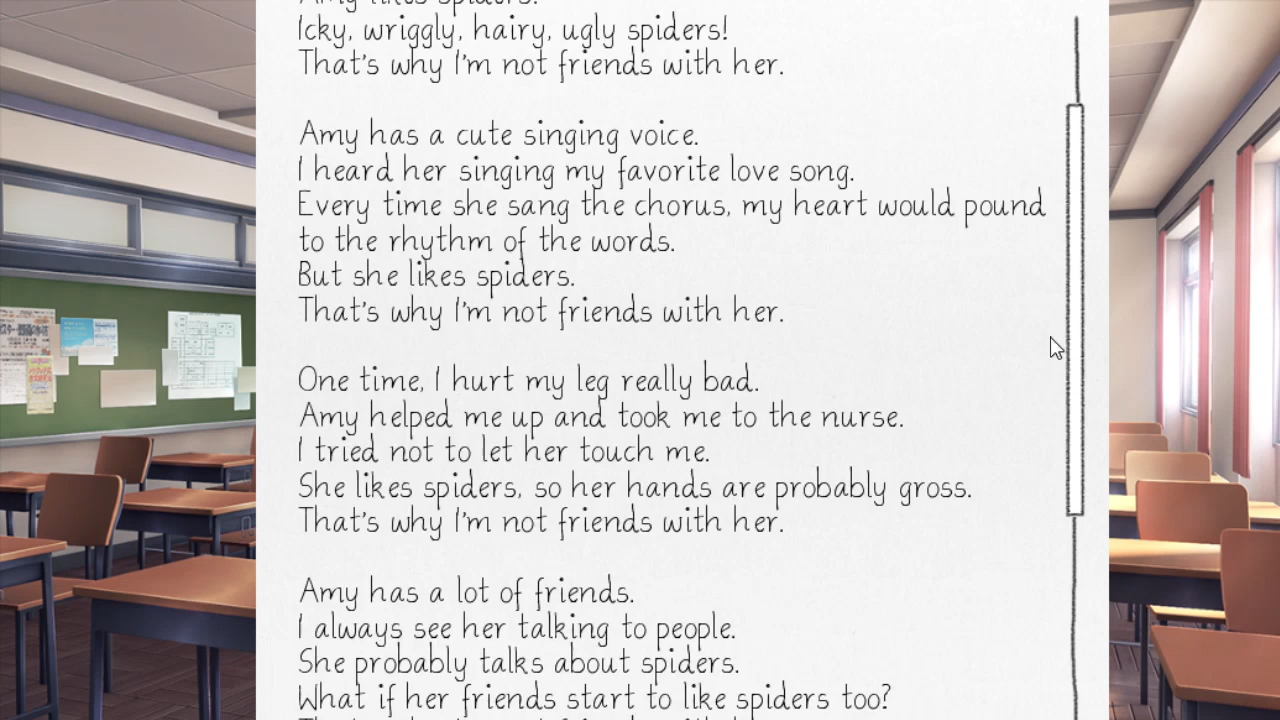 Amy likes spiders.
Icky, wriggly, hairy, ugly spiders!
That's why I'm not friends with her.
Amy has a cute singing voice.
I heard her singing my favorite love song.
Every time she sang the chorus, my heart would pound
to the rhythm of the words.
But she likes spiders.
That's why I'm not friends with her.
One time, I hurt my leg really bad.
Amy helped me up and took me to the nurse.
I tried not to let her touch me.
She likes spiders, so her hands are probably gross.
That's why I'm not friends with her.
Amy has a lot of friends.
I always see her talking to people.
She probably talks about spiders.
What if her friends start to like spiders too?